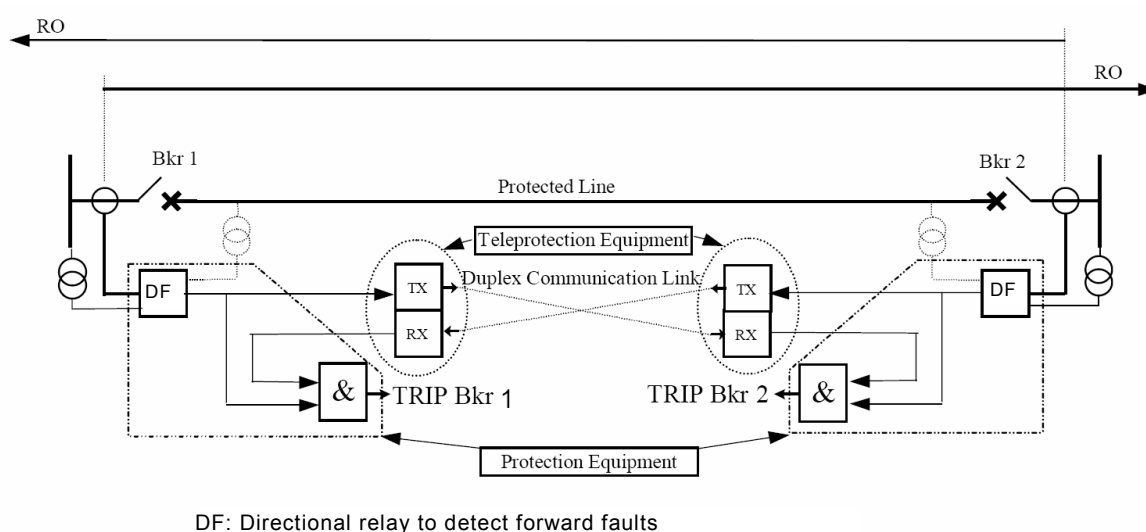 RO
RO
Bkr 1
Bkr 2
Protected Line
Teleprotection Equipment
Duplex Communication Link
DF
TX
TX
DF
RX
RX
&
TRIP Bkr 1
TRIP Bkr 2
&
Protection Equipment
DF: Directional relay to detect forward faults